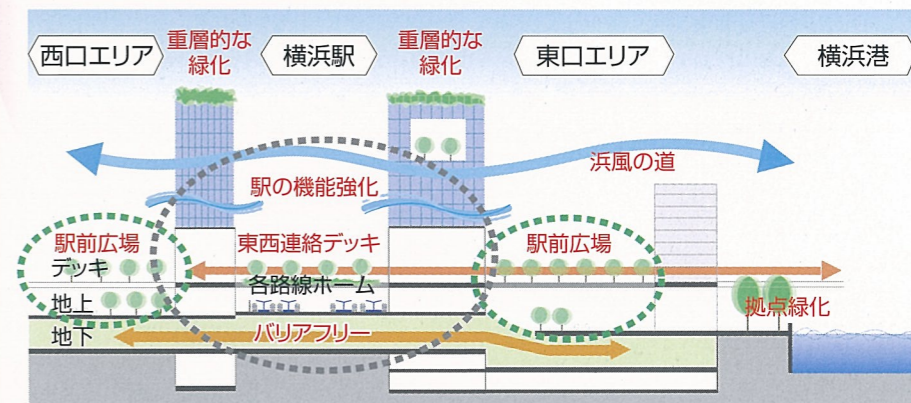 西口エリア
重層的な
緑化
横浜駅
重層的な
緑化
東口エリア
横浜港
浜風の道
駅の機能強化
駅前広場
デッキ
東西連絡デッキ
駅前広場
各路線ホーム
地上
拠点緑化
地下
バリアフリー